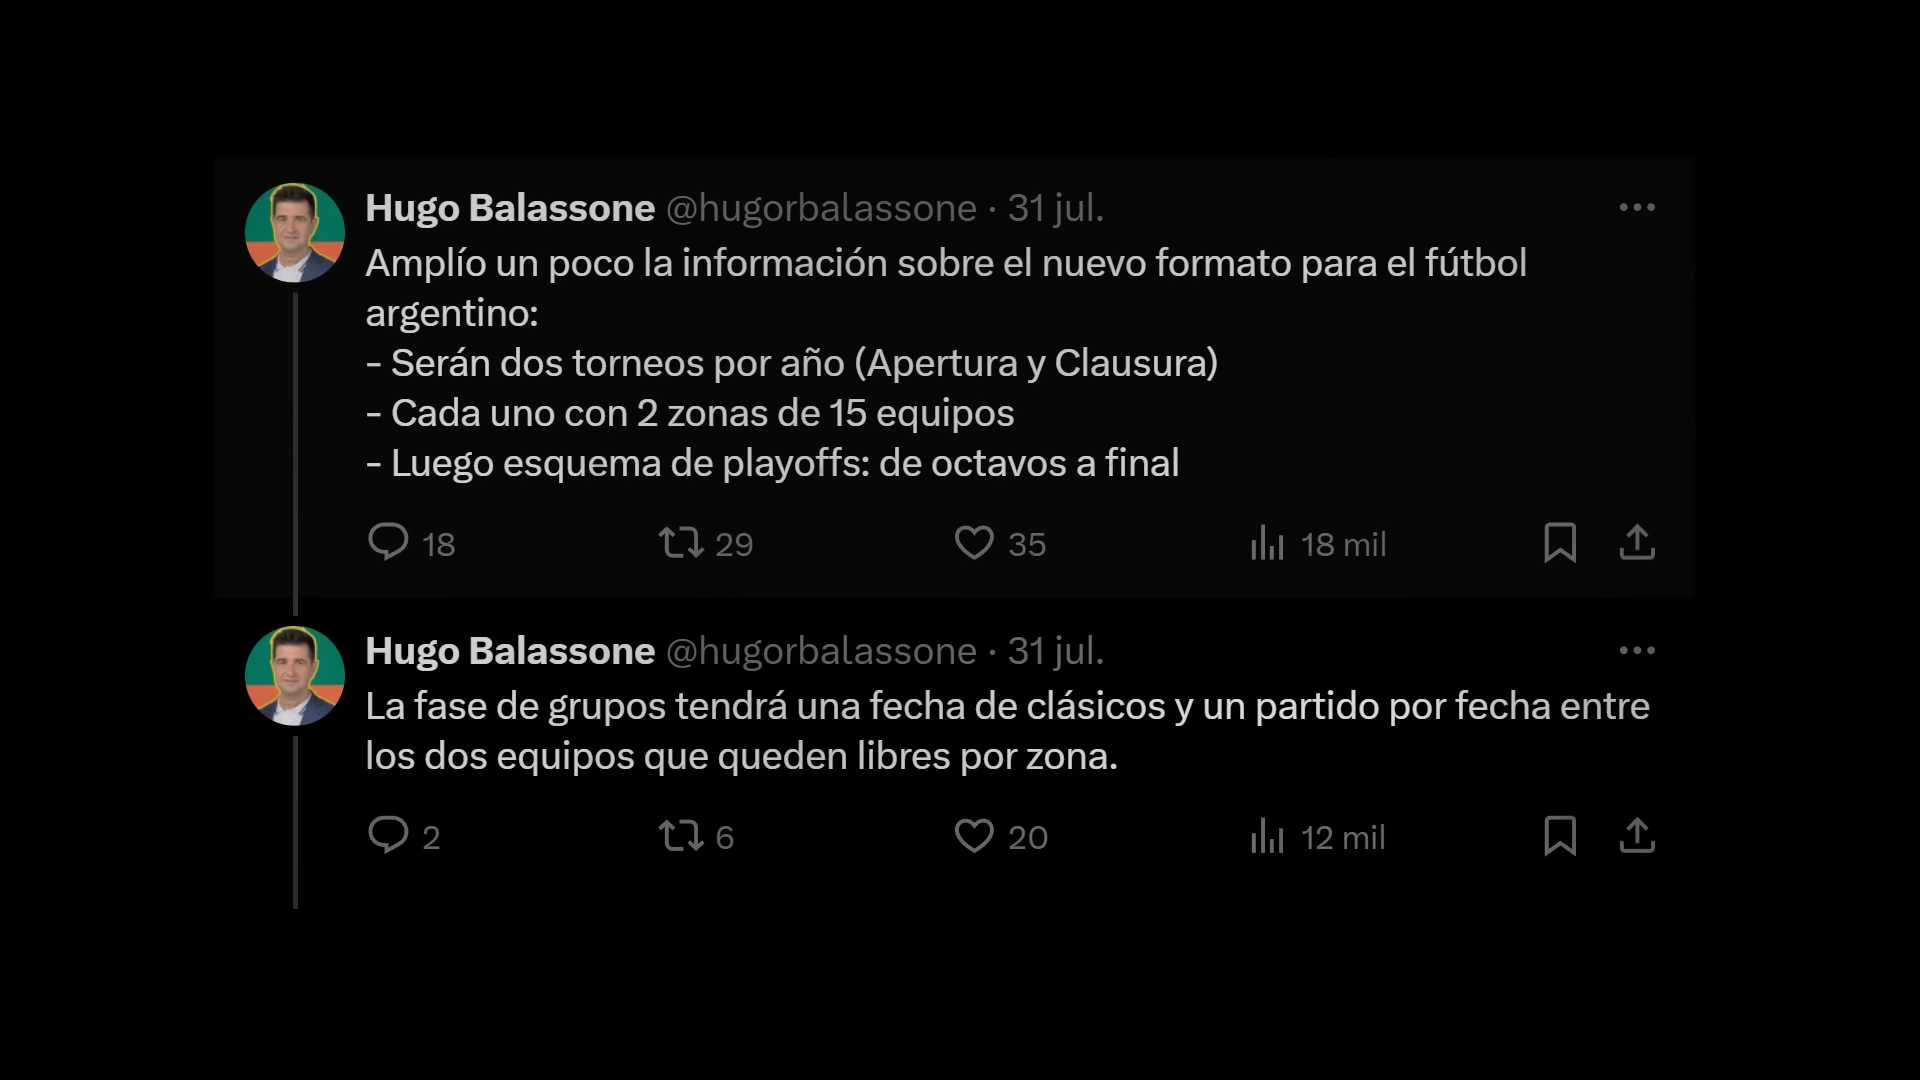 Hugo Balassone @hugorbalassone · 31 jul.
Amplío un poco la información sobre el nuevo formato para el fútbol
argentino:
- Serán dos torneos por año (Apertura y Clausura)
- Cada uno con 2 zonas de 15 equipos
- Luego esquema de playoffs: de octavos a final
18 29 35 18 mil
Hugo Balassone @hugorbalassone · 31 jul.
La fase de grupos tendrá una fecha de clásicos y un partido por fecha entre
los dos equipos que queden libres por zona.
2 6 20 12 mil